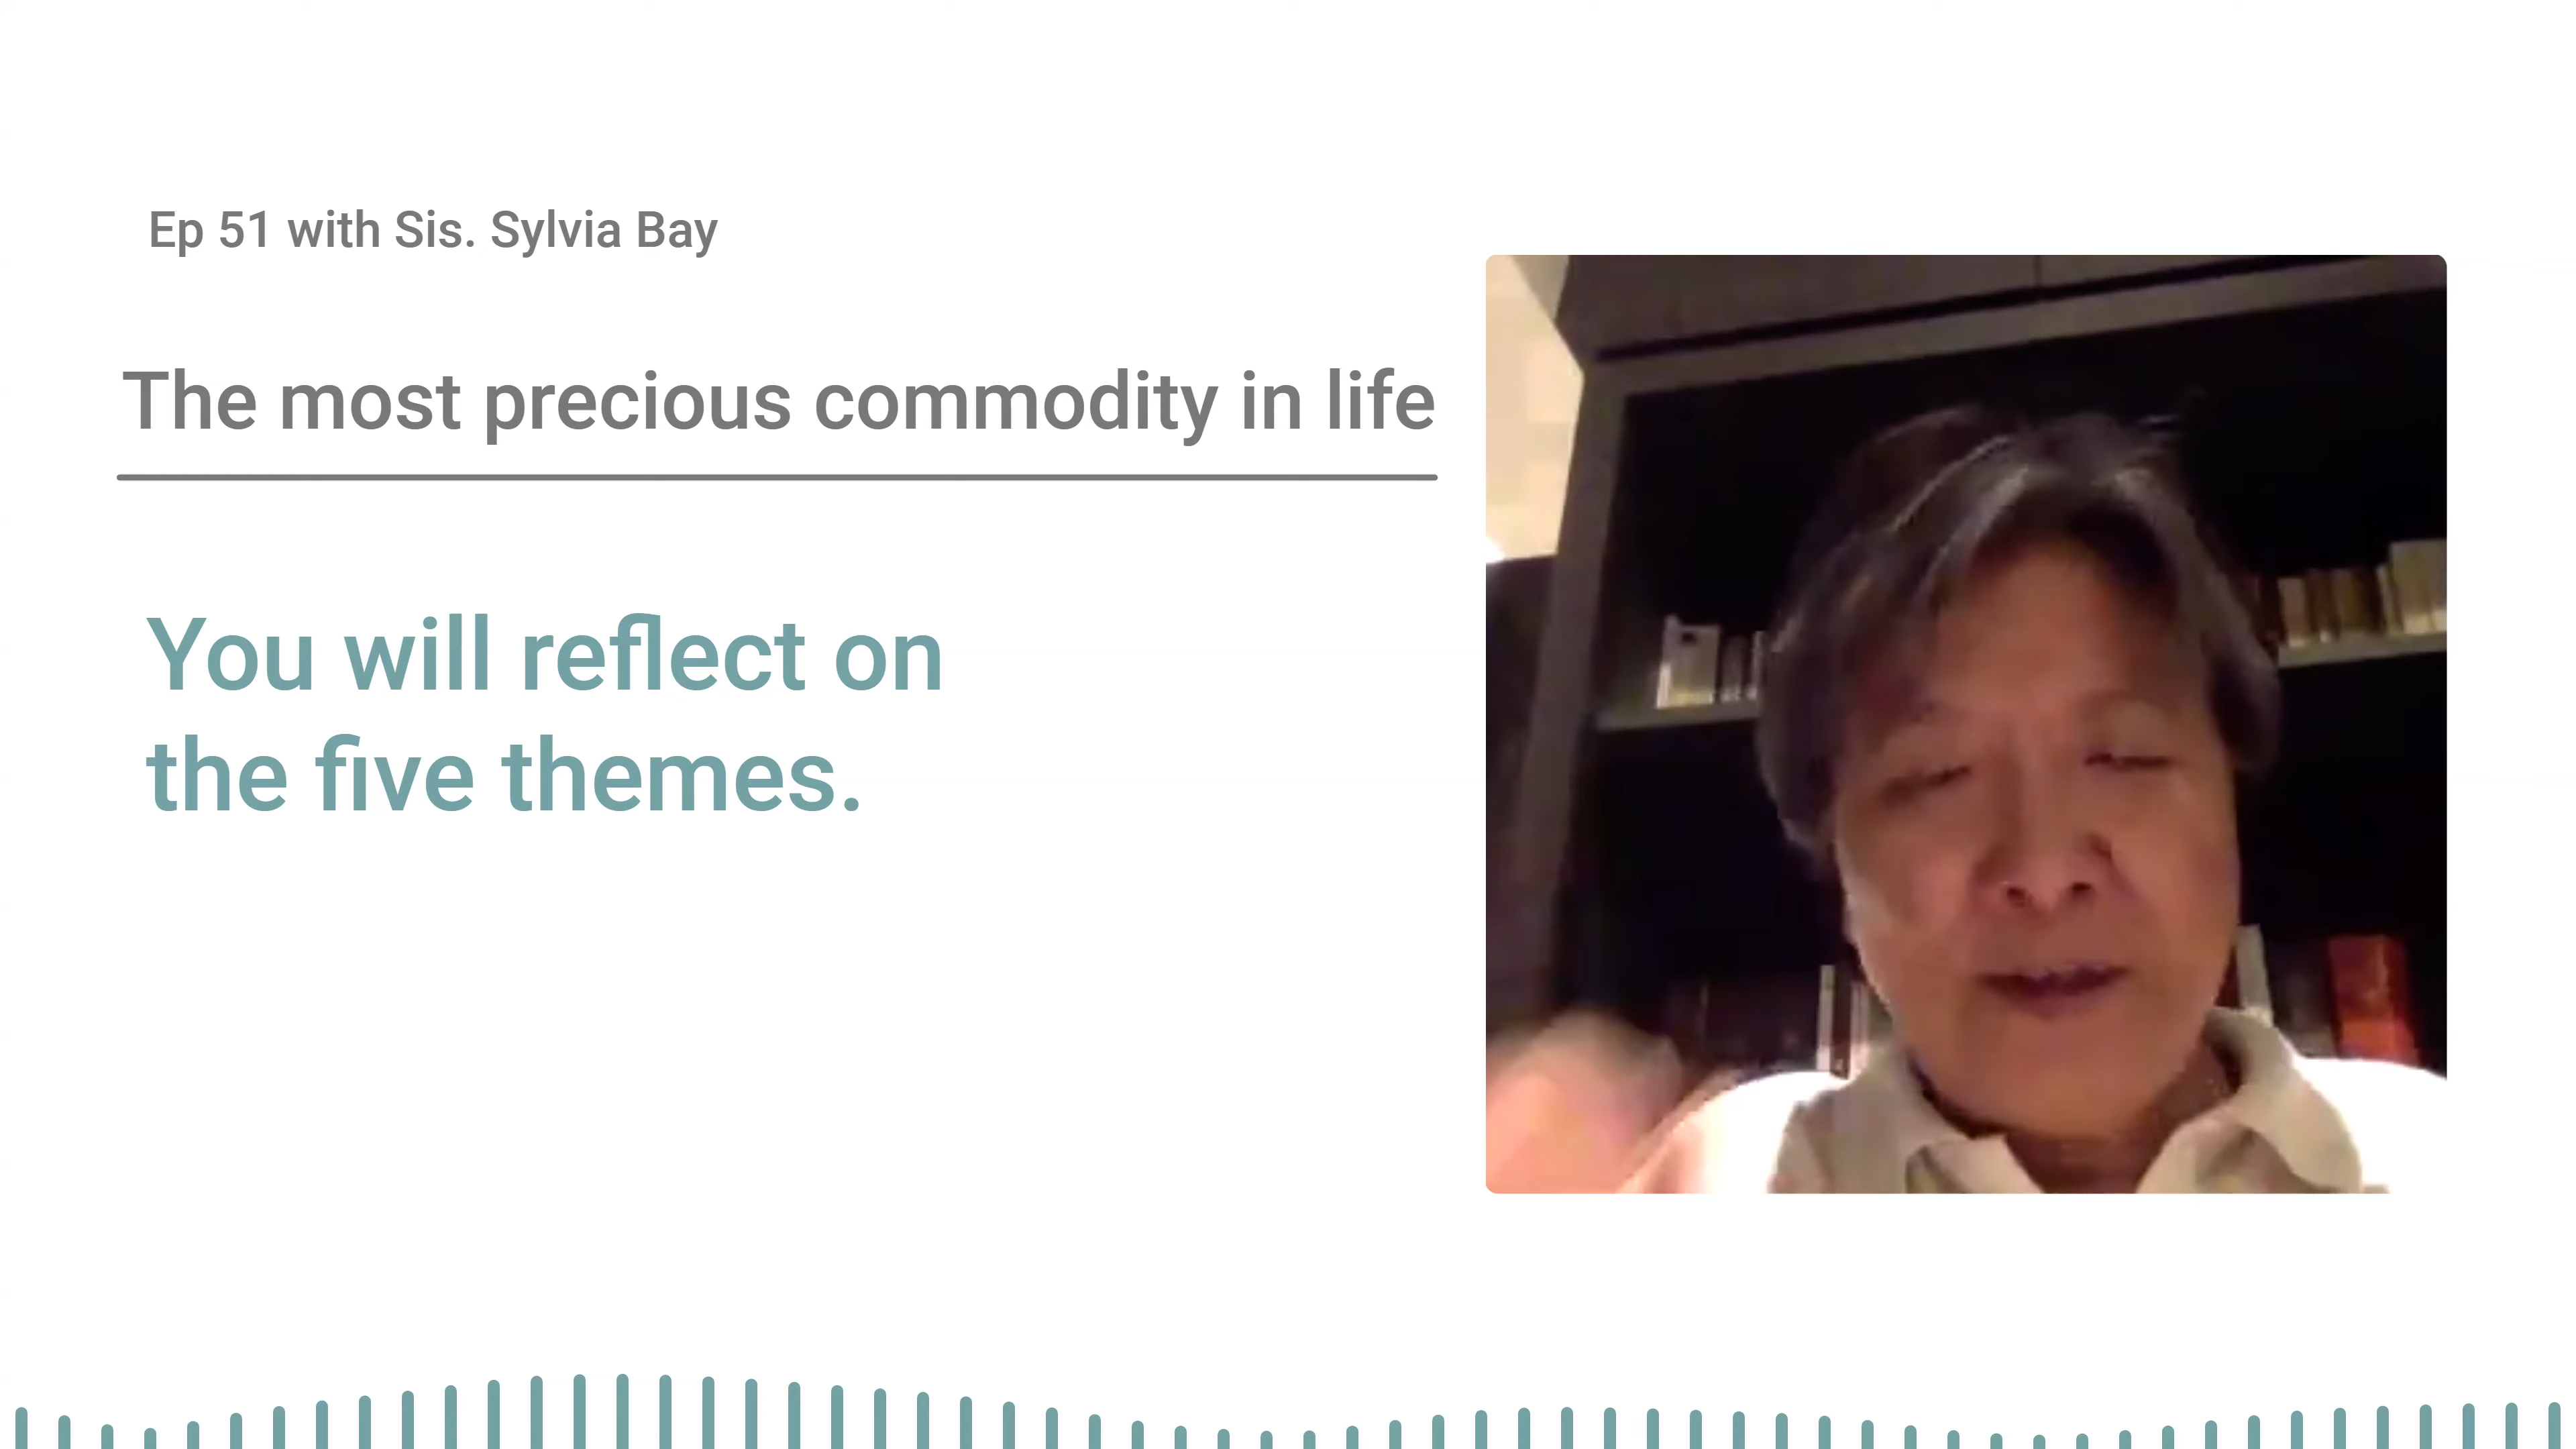 Ep 51 with Sis. Sylvia Bay
The most precious commodity in life
You will reflect on
the five themes.